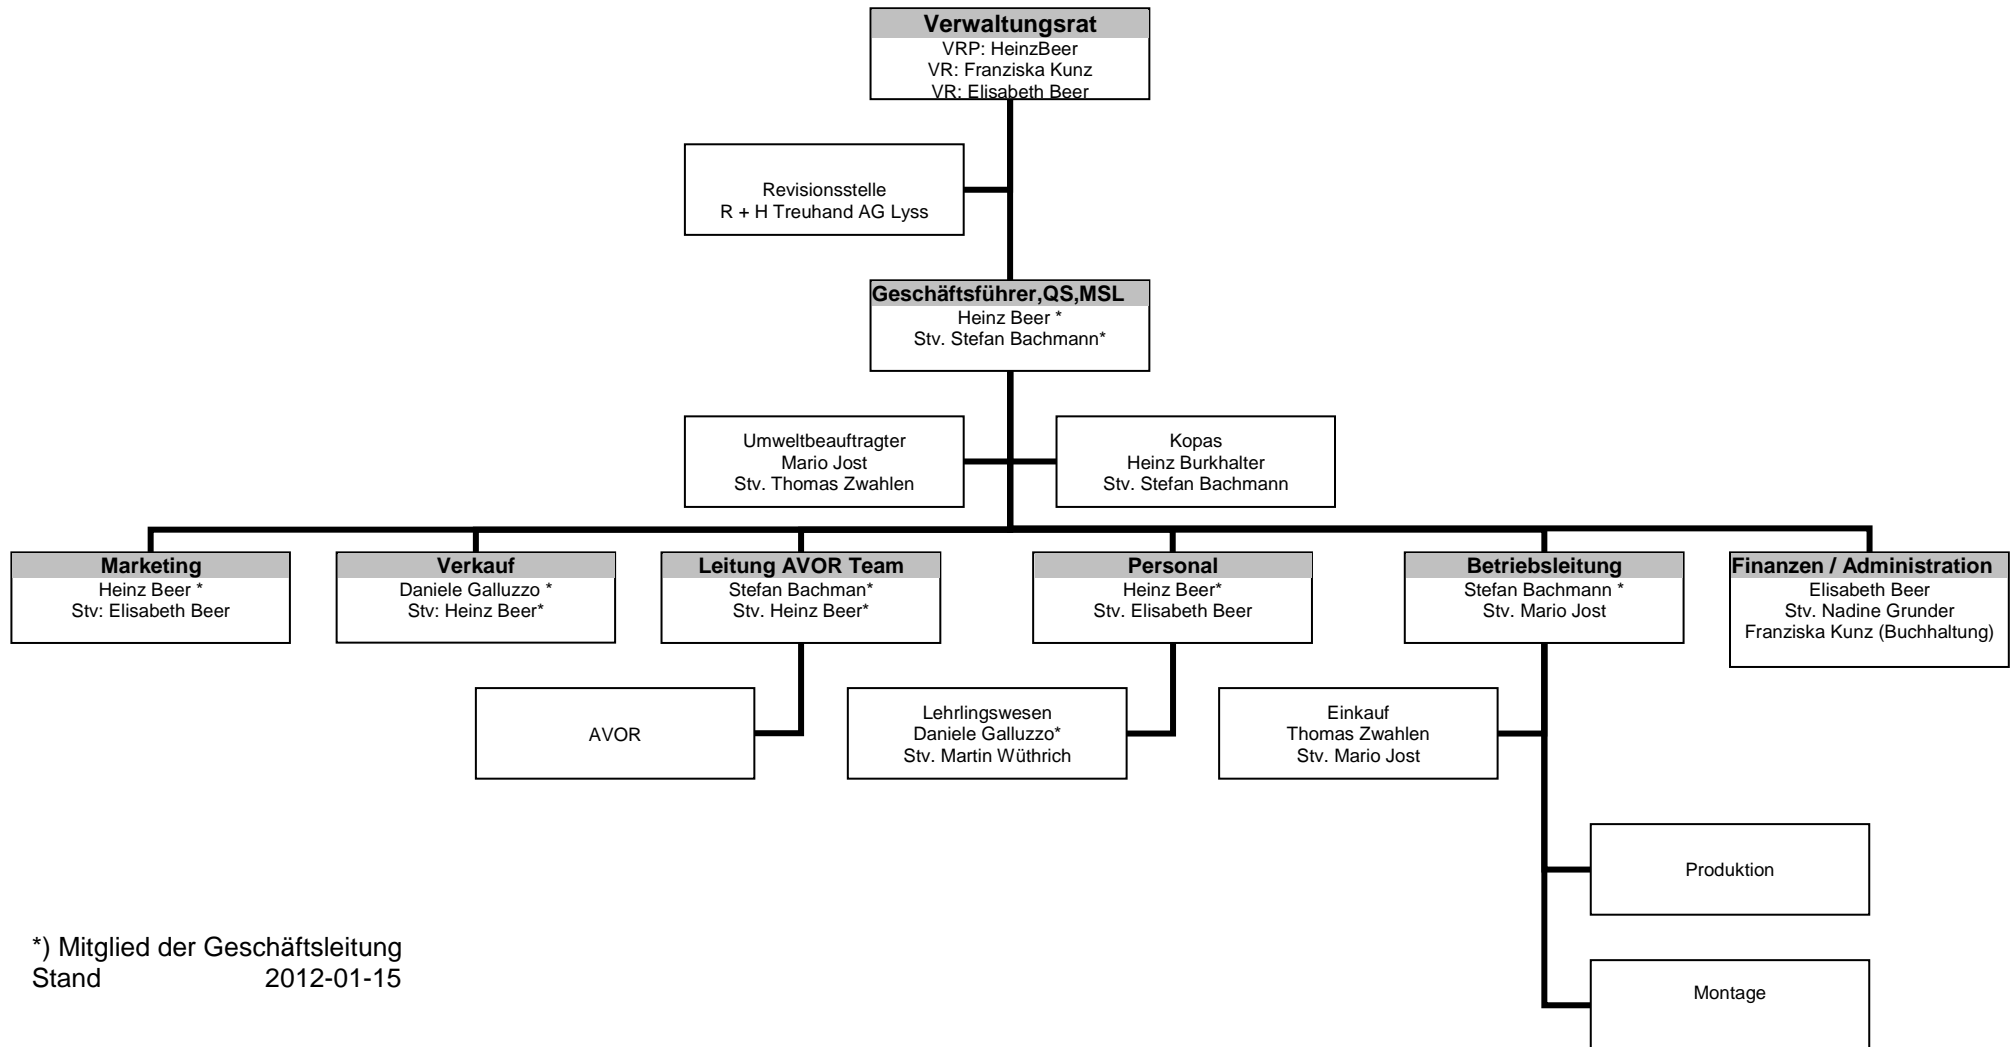 Verwaltungsrat
VRP: HeinzBeer
VR: Franziska Kunz
VR: Elisabeth Beer
Revisionsstelle
R + H Treuhand AG Lyss
Geschäftsführer,QS,MSL
Heinz Beer *
Stv. Stefan Bachmann*
Umweltbeauftragter
Mario Jost
Stv. Thomas Zwahlen
Kopas
Heinz Burkhalter
Stv. Stefan Bachmann
Marketing
Heinz Beer *
Stv: Elisabeth Beer
Verkauf
Daniele Galluzzo *
Stv: Heinz Beer*
Leitung AVOR Team
Stefan Bachman*
Stv. Heinz Beer*
Personal
Heinz Beer*
Stv. Elisabeth Beer
Betriebsleitung
Stefan Bachmann *
Stv. Mario Jost
Finanzen / Administration
Elisabeth Beer
Stv. Nadine Grunder
Franziska Kunz (Buchhaltung)
AVOR
Lehrlingswesen
Daniele Galluzzo*
Stv. Martin Wüthrich
Einkauf
Thomas Zwahlen
Stv. Mario Jost
Produktion
Montage
*) Mitglied der Geschäftsleitung
Stand 2012-01-15